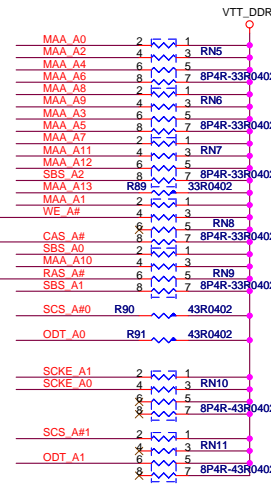 VTT_DDR
MAA_A0 2 1
MAA_A2 4 3 RN5
MAA_A4 6 5
MAA_A6 8 7 8P4R-33R0402
MAA_A8 2 1
MAA_A9 4 3 RN6
MAA_A3 6 5
MAA_A5 8 7 8P4R-33R0402
MAA_A7 2 1
MAA_A11 4 3 RN7
MAA_A12 6 5
SBS_A2 8 7 8P4R-33R0402
MAA_A13 R89 33R0402
MAA_A1 2 1
WE_A# 4 3
6 5 RN8
CAS_A# 8 7 8P4R-33R0402
SBS_A0 2 1
MAA_A10 4 3
RAS_A# 6 5 RN9
SBS_A1 8 7 8P4R-33R0402
SCS_A#0 R90 43R0402
ODT_A0 R91 43R0402
SCKE_A1 2 1
SCKE_A0 4 3 RN10
6 5
8 7 8P4R-43R0402
SCS_A#1 2 1
4 3 RN11
ODT_A1 6 5
8 7 8P4R-43R0402